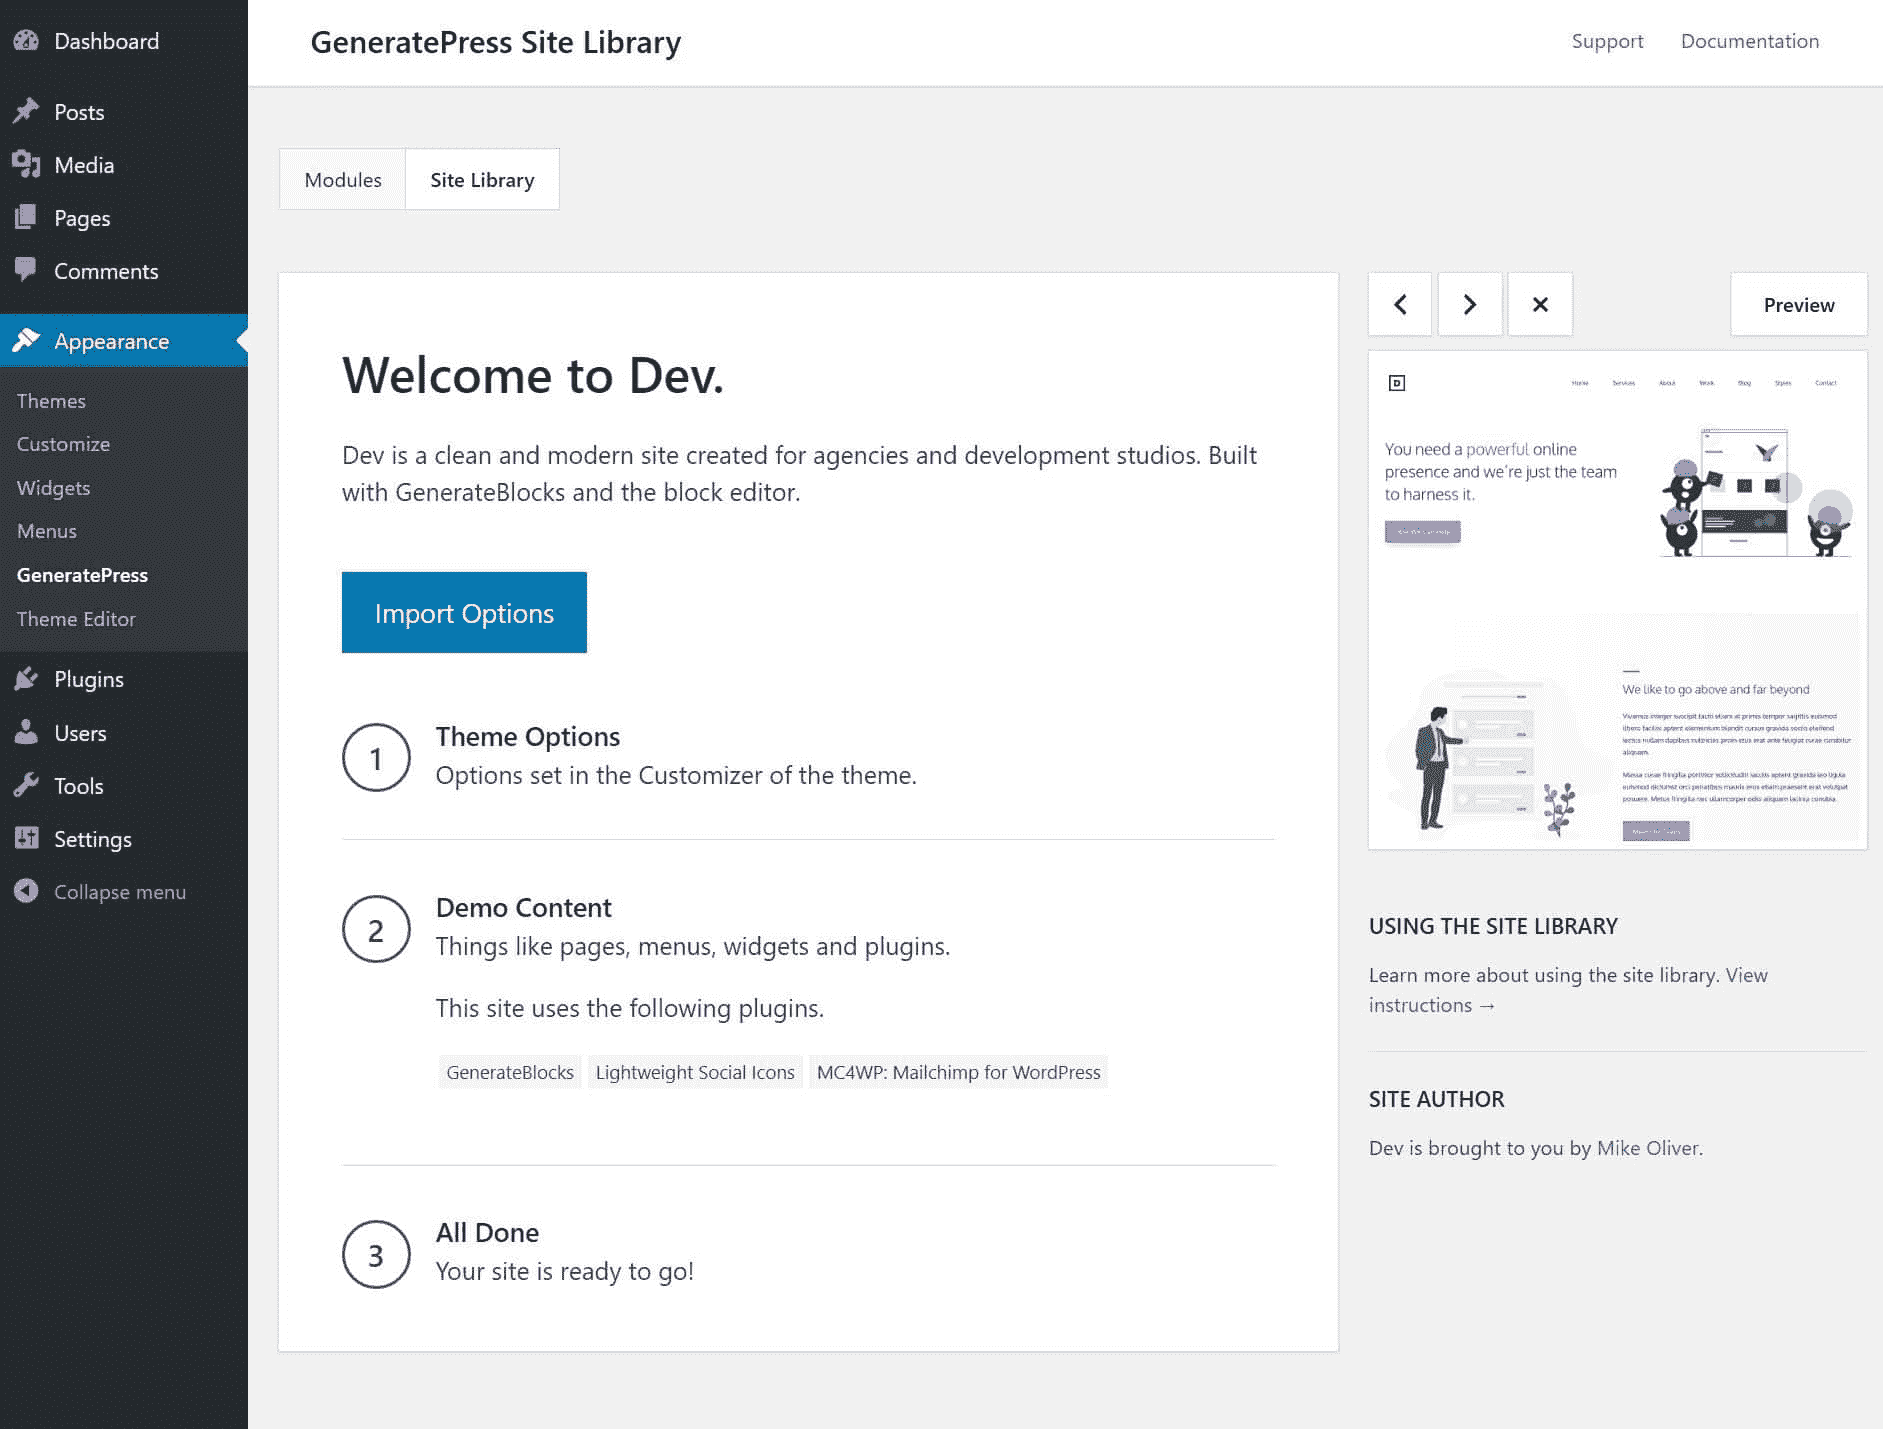 Dashboard
Posts
Media
Pages
Comments
Appearance
Themes
Customize
Widgets
Menus
GeneratePress
Theme Editor
Plugins
Users
Tools
Settings
Collapse menu
GeneratePress Site Library
Support
Documentation
Modules
Site Library
Welcome to Dev.
Dev is a clean and modern site created for agencies and development studios. Built
with GenerateBlocks and the block editor.
Import Options
1
Theme Options
Options set in the Customizer of the theme.
2
Demo Content
Things like pages, menus, widgets and plugins.
This site uses the following plugins.
GenerateBlocks
Lightweight Social Icons
MC4WP: Mailchimp for WordPress
3
All Done
Your site is ready to go!
Preview
D
Home Services About Work Blog Styles Contact
You need a powerful online
presence and we're just the team
to harness it.
We like to go above and far beyond
USING THE SITE LIBRARY
Learn more about using the site library. View
instructions →
SITE AUTHOR
Dev is brought to you by Mike Oliver.